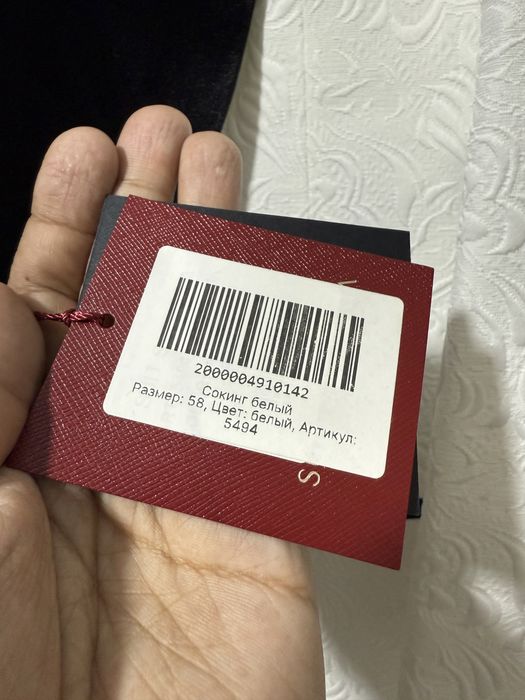 2000004910142
Сокинг белый
Размер: 58, Цвет: белый, Артикул:
5494
S